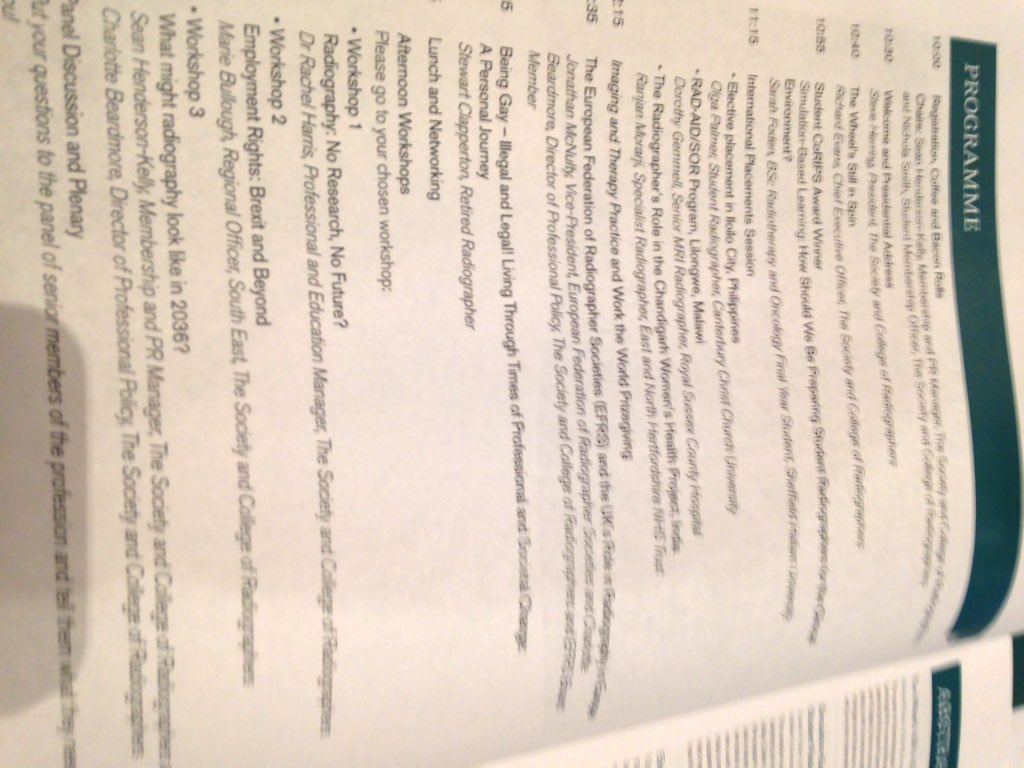 PROGRAMME
10:00 Registration, Coffee and Bacon Rolls
Chairs: Sean Henderson-Kelly, Membership and PR Manager, The Society and College of Radiographers,
and Nichola Smith, Student Membership Officer, The Society and College of Radiographers
10:30 Welcome and Presidential Address
Steve Herring, President, The Society and College of Radiographers
10:40 The Wheel's Still in Spin
Richard Evans, Chief Executive Officer, The Society and College of Radiographers
10:55 Student CoRIPS Award Winner
Simulation-Based Learning: How Should We Be Preparing Student Radiographers for the
Environment?
Sarah Fouden, BSc Radiotherapy and Oncology Final Year Student, Sheffield Hallam University
11:15 International Placements Session
• Elective placement in Iloilo City, Philippines
Olga Palmer, Student Radiographer, Canterbury Christ Church University
• RAD-AID/SOR Program, Lilongwe, Malawi
Dorothy Gemmell, Senior MRI Radiographer, Royal Sussex County Hospital
• The Radiographer's Role in the Chandigarh Women's Health Project, India
Ranjan Moranj, Specialist Radiographer, East and North Hertfordshire NHS Trust
:15 Imaging and Therapy Practice and Work the World Prizegiving
:35 The European Federation of Radiographer Societies (EFRS) and the UK's Role in Radiography in Europe
Jonathan McNulty, Vice-President, European Federation of Radiographer Societies and Charlotte
Beardmore, Director of Professional Policy, The Society and College of Radiographers and EFRS
Member
5 Being Gay – Illegal and Legal! Living Through Times of Professional and Societal Change:
A Personal Journey
Stewart Clapperton, Retired Radiographer
Lunch and Networking
Afternoon Workshops
Please go to your chosen workshop:
• Workshop 1
Radiography: No Research, No Future?
Dr Rachel Harris, Professional and Education Manager, The Society and College of Radiographers
• Workshop 2
Employment Rights: Brexit and Beyond
Marie Bullough, Regional Officer, South East, The Society and College of Radiographers
• Workshop 3
What might radiography look like in 2036?
Sean Henderson-Kelly, Membership and PR Manager, The Society and College of Radiographers
Charlotte Beardmore, Director of Professional Policy, The Society and College of Radiographers
Panel Discussion and Plenary
Put your questions to the panel of senior members of the profession and tell them what they